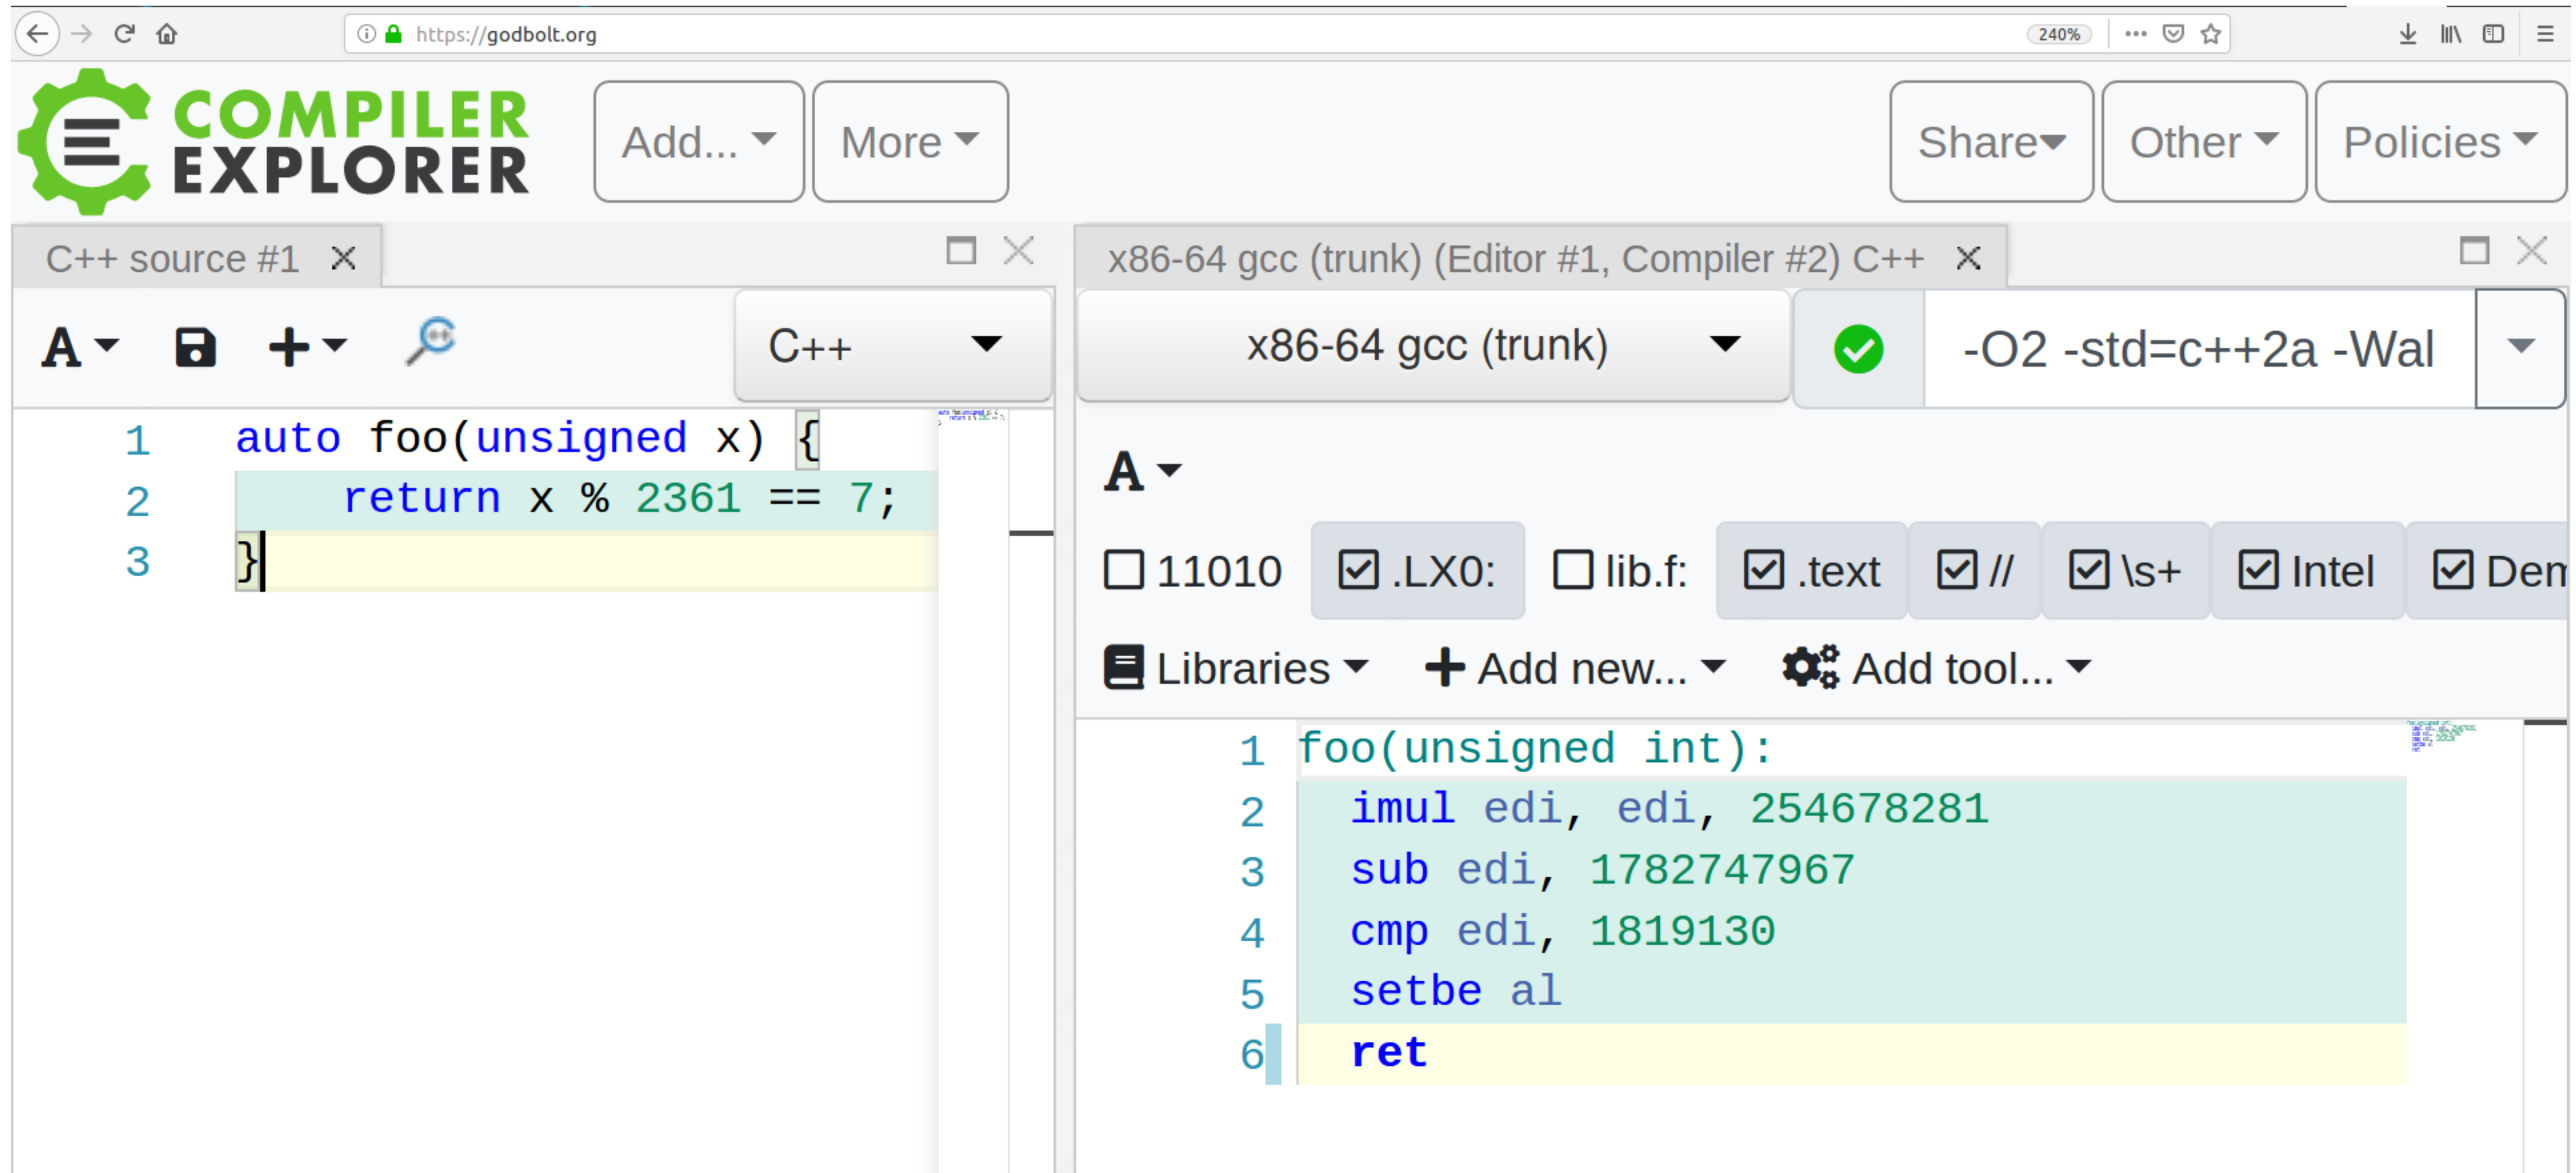 https://godbolt.org 240%
COMPILER
EXPLORER
Add... More Share Other Policies
C++ source #1
x86-64 gcc (trunk) (Editor #1, Compiler #2) C++
A C++
x86-64 gcc (trunk) -O2 -std=c++2a -Wal
1 auto foo(unsigned x) {
2 return x % 2361 == 7;
3 }
A
11010 .LX0: lib.f: .text // \s+ Intel Dem
Libraries Add new... Add tool...
1 foo(unsigned int):
2 imul edi, edi, 254678281
3 sub edi, 1782747967
4 cmp edi, 1819130
5 setbe al
6 ret